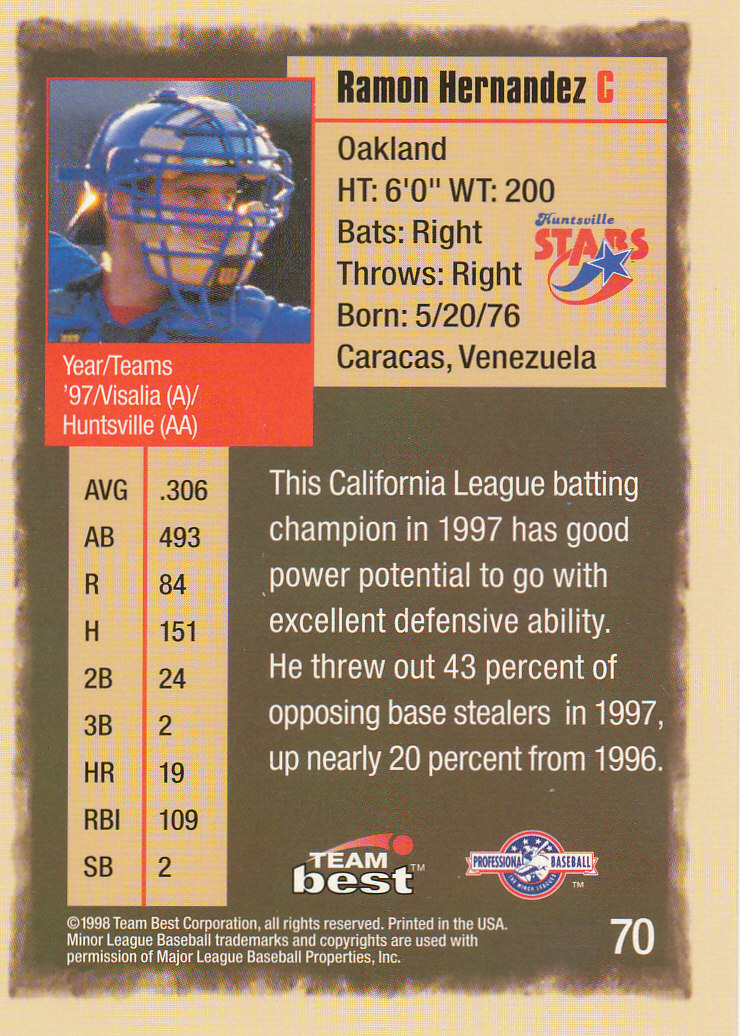 Ramon Hernandez C
Oakland
HT: 6'0" WT: 200
Bats: Right
Throws: Right
Born: 5/20/76
Caracas, Venezuela
Huntsville
STARS
Year/Teams
'97/Visalia (A)/
Huntsville (AA)
AVG .306
AB 493
R 84
H 151
2B 24
3B 2
HR 19
RBI 109
SB 2
This California League batting
champion in 1997 has good
power potential to go with
excellent defensive ability.
He threw out 43 percent of
opposing base stealers in 1997,
up nearly 20 percent from 1996.
TEAM
best™
PROFESSIONAL BASEBALL
THE MINOR LEAGUES
™
©1998 Team Best Corporation, all rights reserved. Printed in the USA.
Minor League Baseball trademarks and copyrights are used with
permission of Major League Baseball Properties, Inc.
70